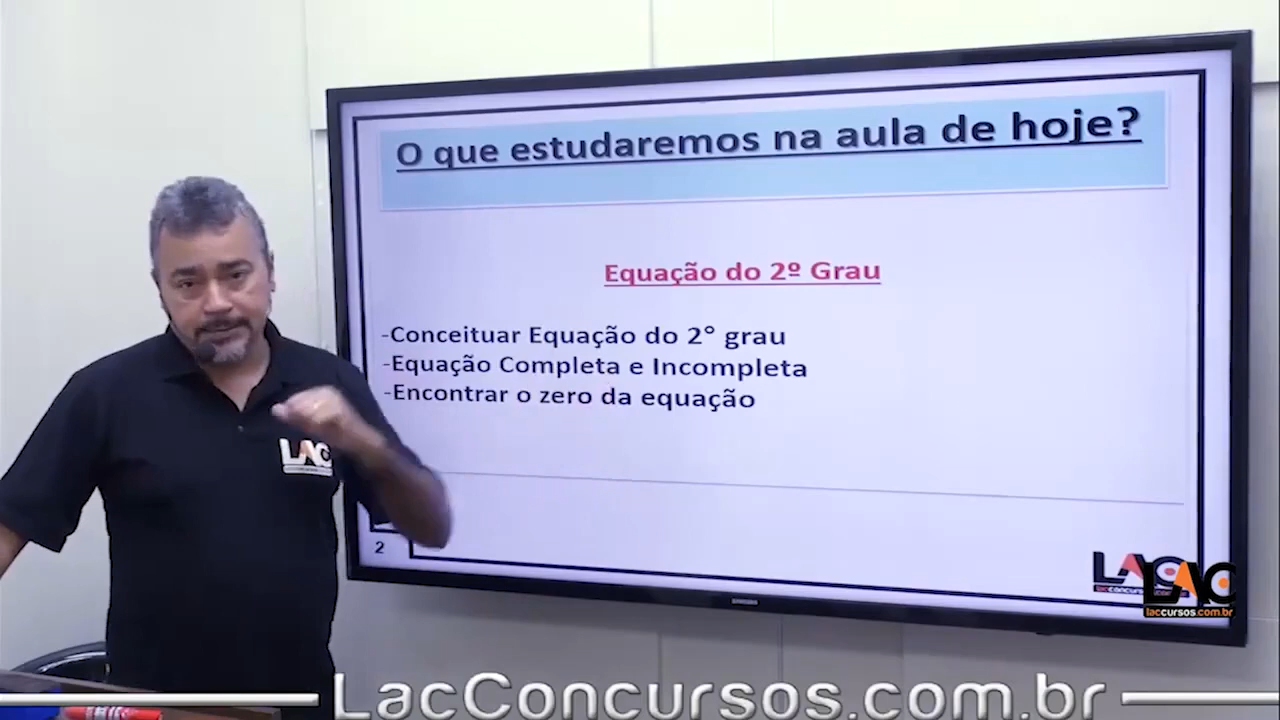 O que estudaremos na aula de hoje?
Equação do 2º Grau
-Conceituar Equação do 2° grau
-Equação Completa e Incompleta
-Encontrar o zero da equação
LAC
2
LAC
LAC
laccursos.com.br
LacConcursos.com.br